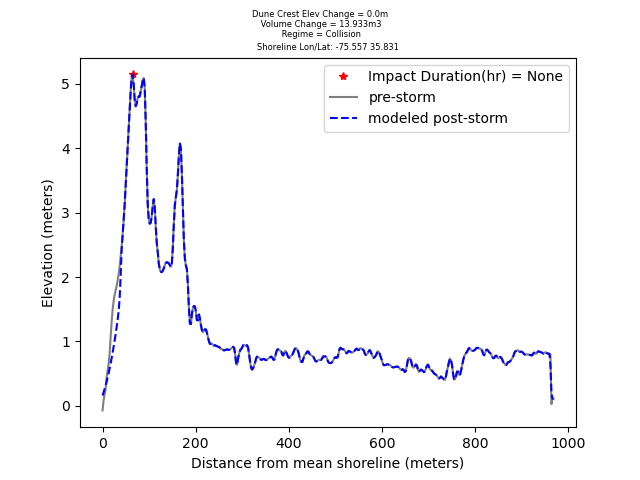 Dune Crest Elev Change = 0.0m
Volume Change = 13.933m3
Regime = Collision
Shoreline Lon/Lat: -75.557 35.831
Impact Duration(hr) = None
pre-storm
modeled post-storm
Elevation (meters)
5
4
3
2
1
0
0 200 400 600 800 1000
Distance from mean shoreline (meters)